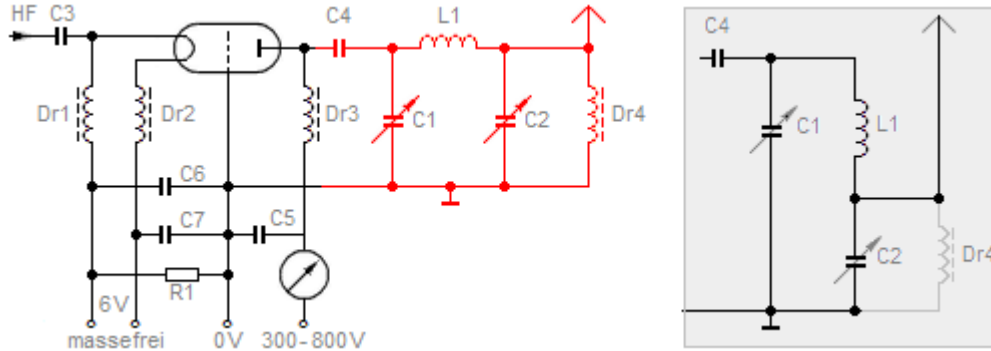 HF C3 C4 L1
Dr1 Dr2 Dr3 C1 C2 Dr4
C6
C7 C5
R1
6V
massefrei 0V 300-800V
C4
C1 L1
C2 Dr4